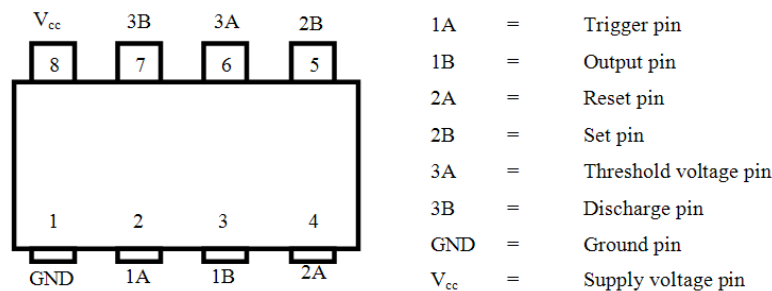 Vcc 3B 3A 2B
8 7 6 5
1 2 3 4
GND 1A 1B 2A
1A = Trigger pin
1B = Output pin
2A = Reset pin
2B = Set pin
3A = Threshold voltage pin
3B = Discharge pin
GND = Ground pin
Vcc = Supply voltage pin